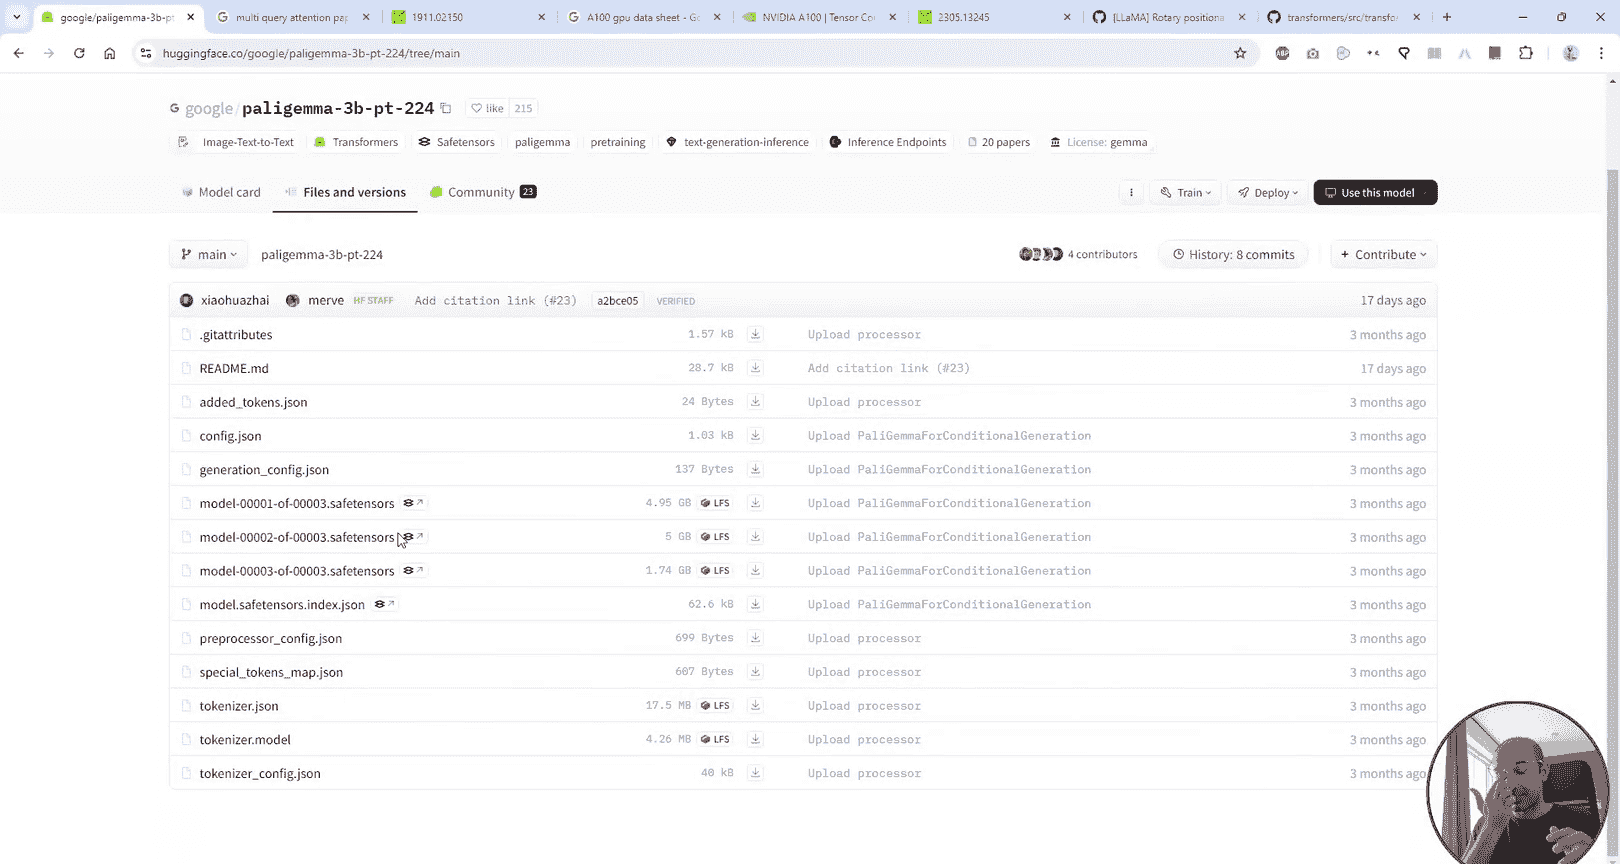 google/paligemma-3b-pt-
multi query attention pap
1911.02150
A100 gpu data sheet - Go
NVIDIA A100 | Tensor Co
2305.13245
[LLaMA] Rotary positiona
transformers/src/transfor
huggingface.co/google/paligemma-3b-pt-224/tree/main
google/paligemma-3b-pt-224 like 215
Image-Text-to-Text Transformers Safetensors paligemma pretraining text-generation-inference Inference Endpoints 20 papers License: gemma
Model card Files and versions Community 23 Train Deploy Use this model
main paligemma-3b-pt-224 4 contributors History: 8 commits + Contribute
xiaohuazhai merve HF STAFF Add citation link (#23) a2bce05 VERIFIED 17 days ago
.gitattributes 1.57 kB Upload processor 3 months ago
README.md 28.7 kB Add citation link (#23) 17 days ago
added_tokens.json 24 Bytes Upload processor 3 months ago
config.json 1.03 kB Upload PaliGemmaForConditionalGeneration 3 months ago
generation_config.json 137 Bytes Upload PaliGemmaForConditionalGeneration 3 months ago
model-00001-of-00003.safetensors 4.95 GB LFS Upload PaliGemmaForConditionalGeneration 3 months ago
model-00002-of-00003.safetensors 5 GB LFS Upload PaliGemmaForConditionalGeneration 3 months ago
model-00003-of-00003.safetensors 1.74 GB LFS Upload PaliGemmaForConditionalGeneration 3 months ago
model.safetensors.index.json 62.6 kB Upload PaliGemmaForConditionalGeneration 3 months ago
preprocessor_config.json 699 Bytes Upload processor 3 months ago
special_tokens_map.json 607 Bytes Upload processor 3 months ago
tokenizer.json 17.5 MB LFS Upload processor 3 months ago
tokenizer.model 4.26 MB LFS Upload processor 3 months ago
tokenizer_config.json 40 kB Upload processor 3 months ago